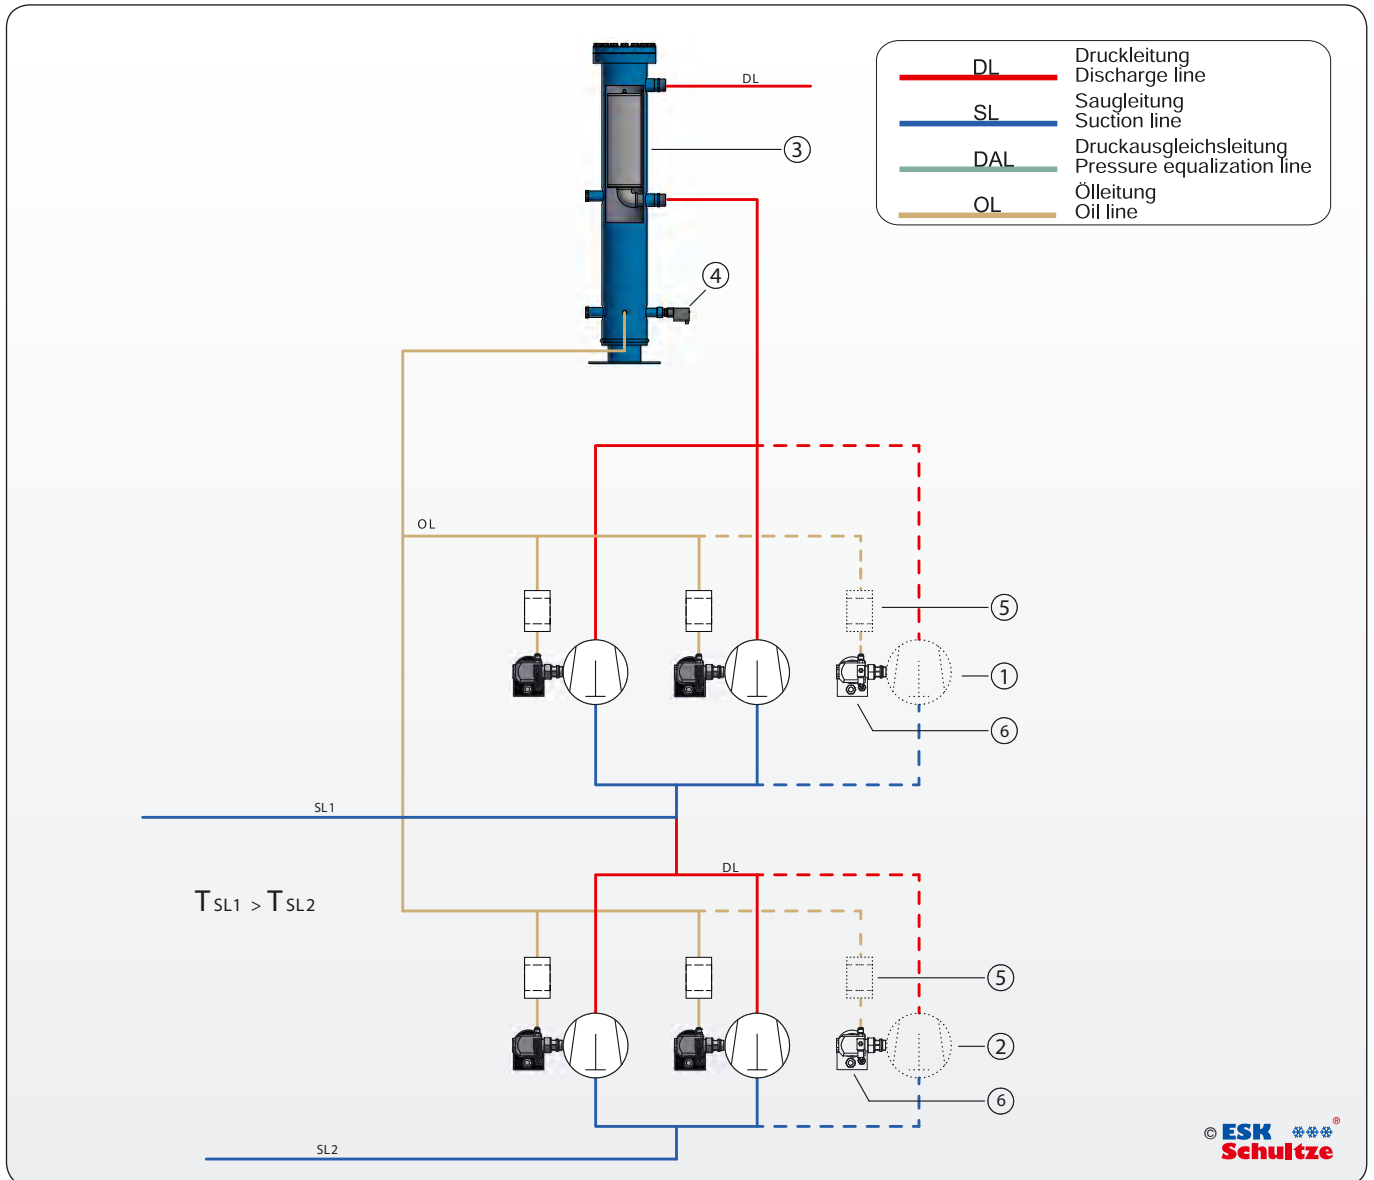 DL
Druckleitung
Discharge line
SL
Saugleitung
Suction line
DAL
Druckausgleichsleitung
Pressure equalization line
OL
Ölleitung
Oil line
DL
3
4
OL
5
1
6
SL1
DL
TSL1 > TSL2
5
2
6
SL2
© ESK ®
Schultze